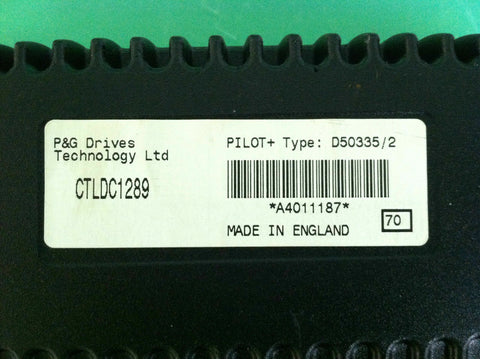 P&G Drives
Technology Ltd
CTLDC1289
PILOT+ Type: D50335/2
*A4011187*
70
MADE IN ENGLAND